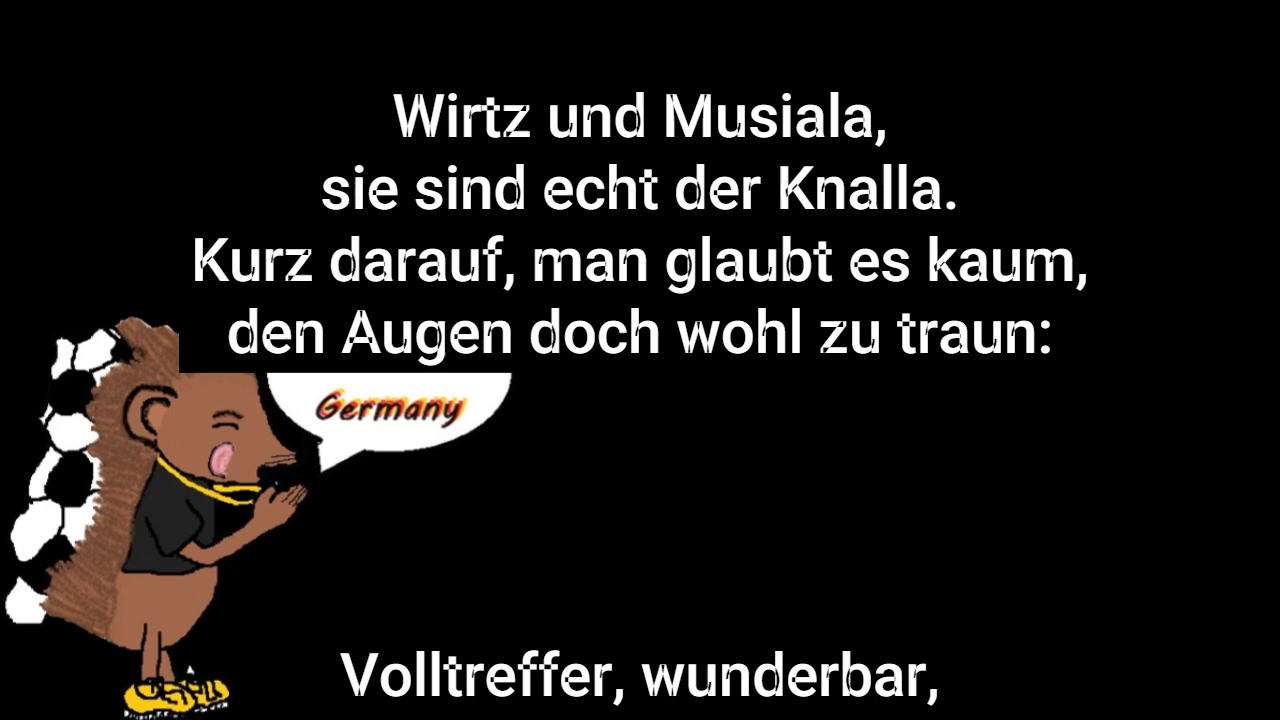 Wirtz und Musiala,
sie sind echt der Knalla.
Kurz darauf, man glaubt es kaum,
den Augen doch wohl zu traun:
Germany
Volltreffer, wunderbar,